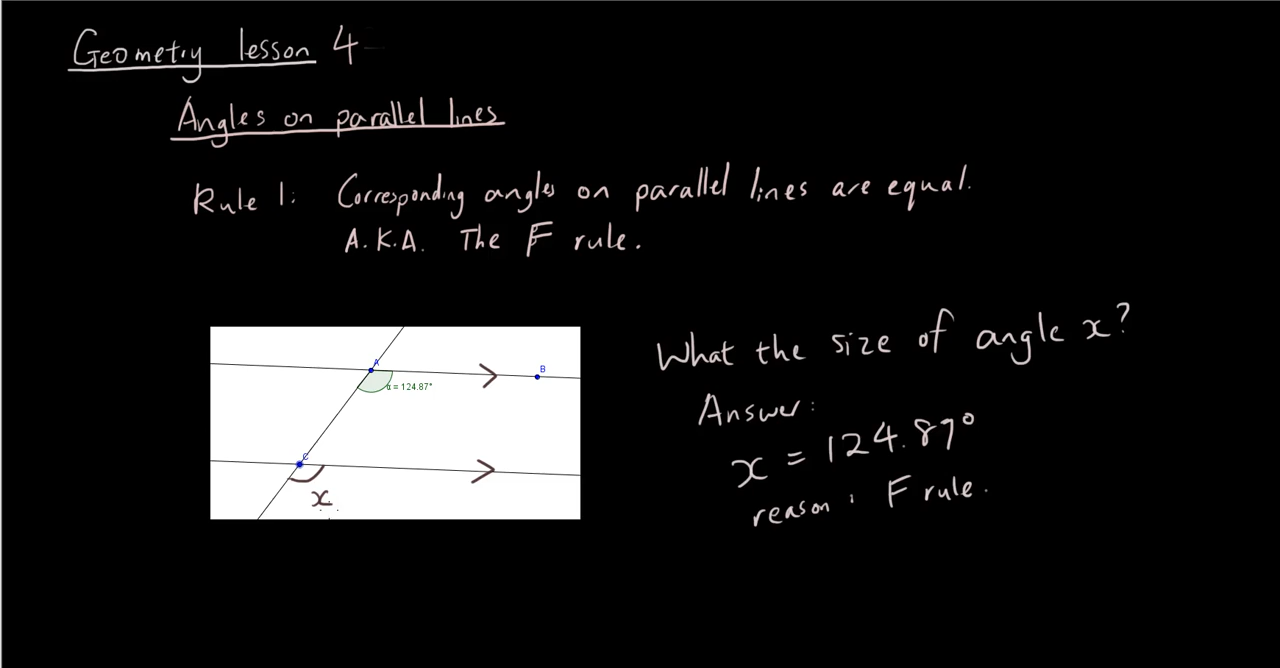 Geometry lesson 4
Angles on parallel lines
Rule 1: Corresponding angles on parallel lines are equal.
A.K.A. The F rule.
What the size of angle x?
A
B
α = 124.87°
Answer:
x = 124.87°
C
x
reason: F rule.